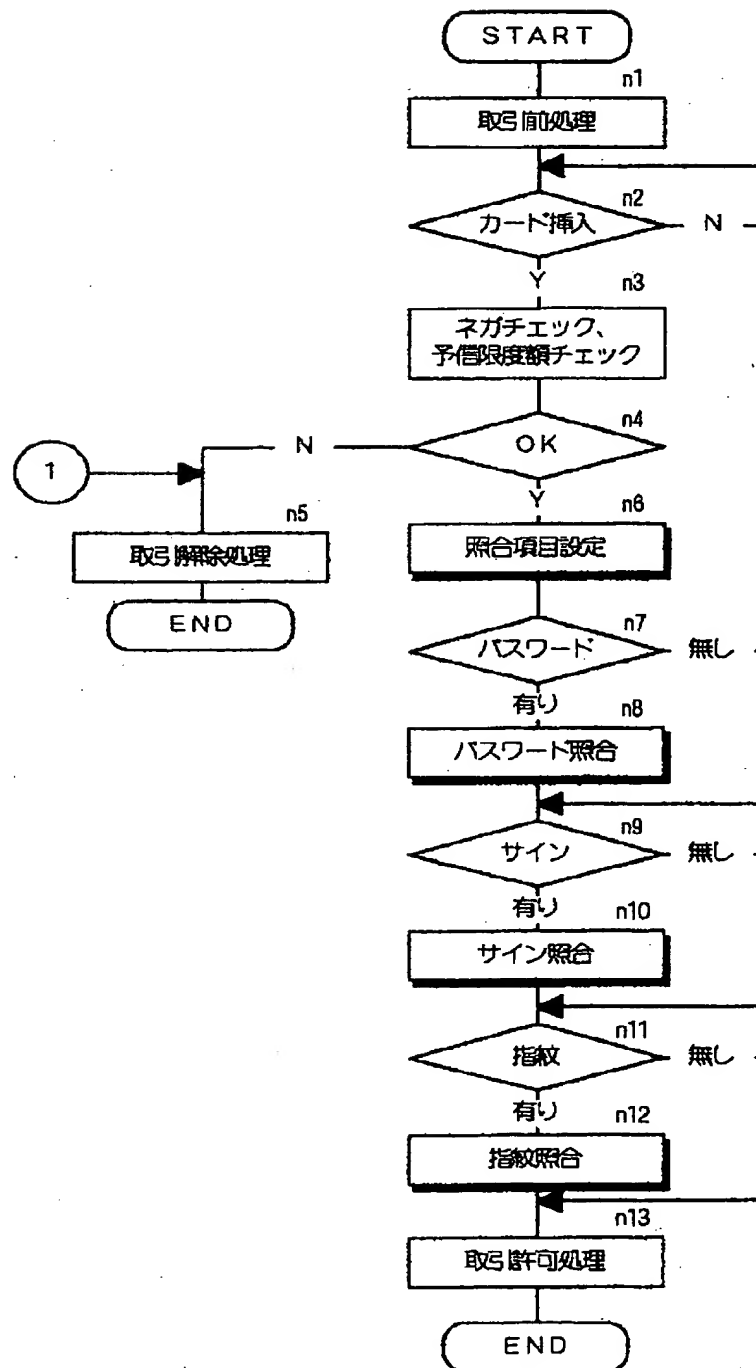 START
n1
取引前処理
n2
カード挿入
N
Y
n3
ネガチェック、
予信限度額チェック
n4
OK
N
1
Y
n5
取引解除処理
END
n6
照合項目設定
n7
パスワード
無し
有り
n8
パスワード照合
n9
サイン
無し
有り
n10
サイン照合
n11
指紋
無し
有り
n12
指紋照合
n13
取引許可処理
END